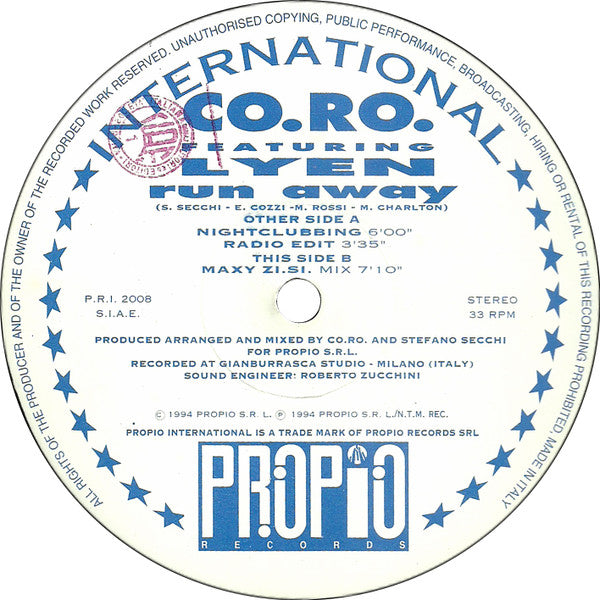 ALL RIGHTS OF THE PRODUCER AND OF THE OWNER OF THE RECORDED WORK RESERVED. UNAUTHORISED COPYING, PUBLIC PERFORMANCE, BROADCASTING, HIRING OR RENTAL OF THIS RECORDING PROHIBITED. MADE IN ITALY
INTERNATIONAL
CO.RO.
FEATURING
LYEN
run away
(S. SECCHI - E. COZZI -M. ROSSI - M. CHARLTON)
OTHER SIDE A
NIGHTCLUBBING 6'00"
RADIO EDIT 3'35"
THIS SIDE B
MAXY ZI.SI. MIX 7'10"
P.R.I. 2008
S.I.A.E.
STEREO
33 RPM
PRODUCED ARRANGED AND MIXED BY CO.RO. AND STEFANO SECCHI
FOR PROPIO S.R.L.
RECORDED AT GIANBURRASCA STUDIO - MILANO (ITALY)
SOUND ENGINEER: ROBERTO ZUCCHINI
© 1994 PROPIO S.R. L. ℗ 1994 PROPIO S.R. L./N.T.M. REC.
PROPIO INTERNATIONAL IS A TRADE MARK OF PROPIO RECORDS SRL
PROPIO
RECORDS